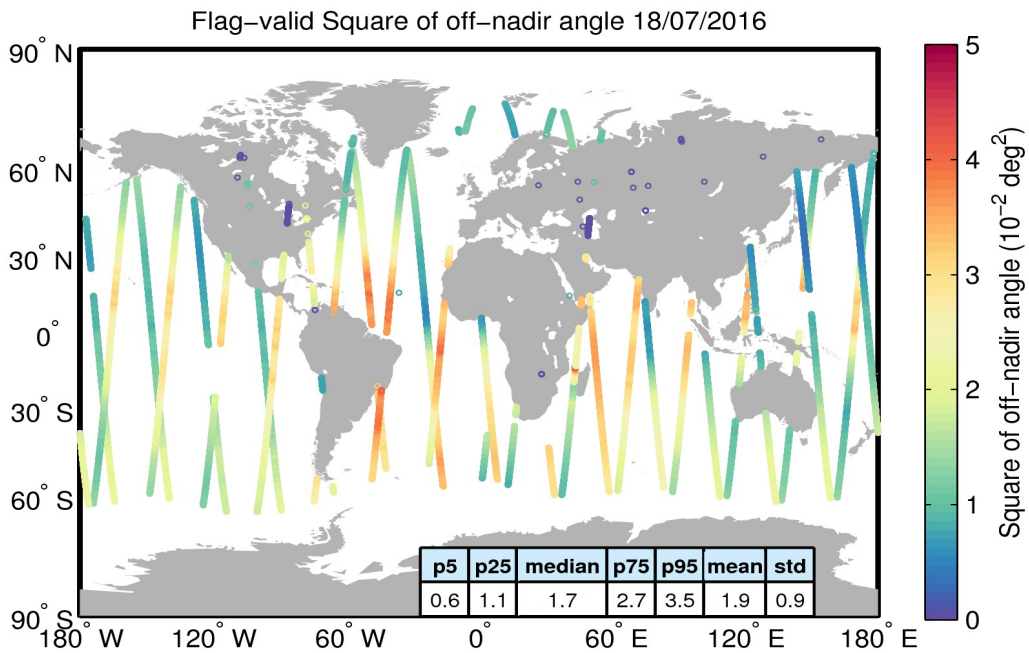 Flag−valid Square of off−nadir angle 18/07/2016
90° N
60° N
30° N
0°
30° S
60° S
90° S
180° W
120° W
60° W
0°
60° E
120° E
180° E
p5 p25 median p75 p95 mean std
0.6 1.1 1.7 2.7 3.5 1.9 0.9
5
4
3
2
1
0
Square of off−nadir angle (10⁻² deg²)